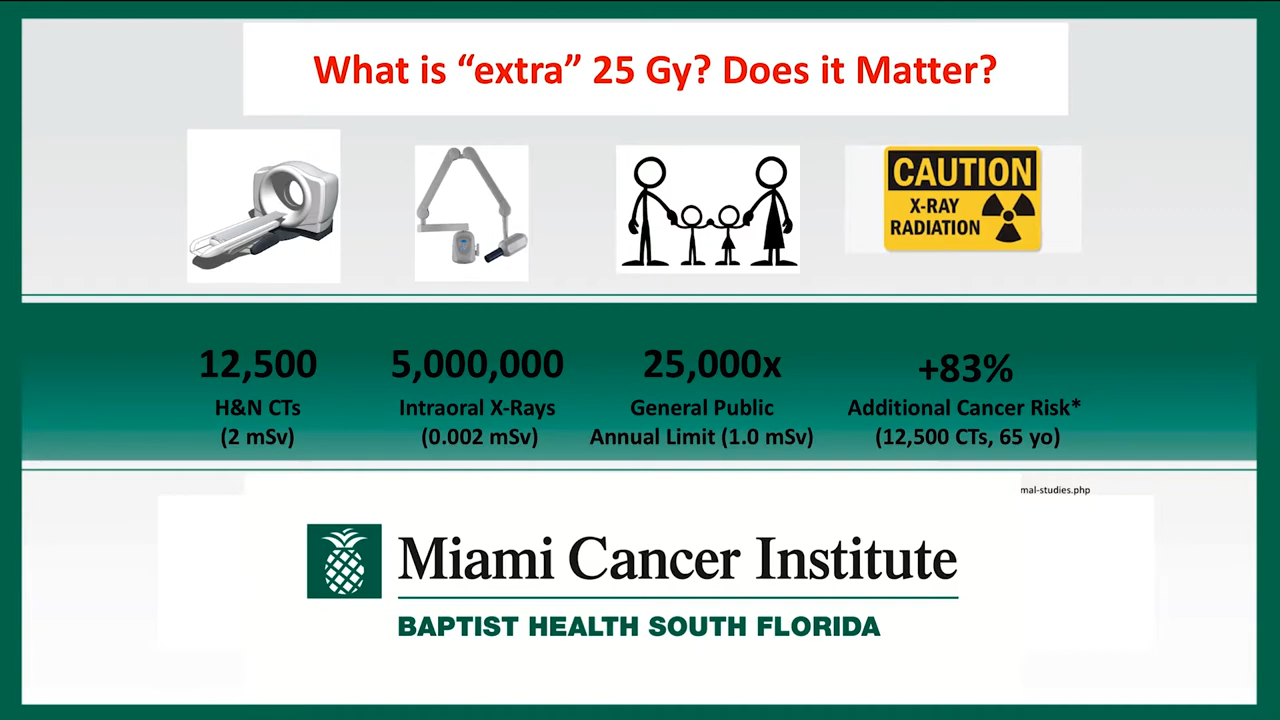 What is “extra” 25 Gy? Does it Matter?
CAUTION
X-RAY
RADIATION
12,500
H&N CTs
(2 mSv)
5,000,000
Intraoral X-Rays
(0.002 mSv)
25,000x
General Public
Annual Limit (1.0 mSv)
+83%
Additional Cancer Risk*
(12,500 CTs, 65 yo)
mal-studies.php
Miami Cancer Institute
BAPTIST HEALTH SOUTH FLORIDA